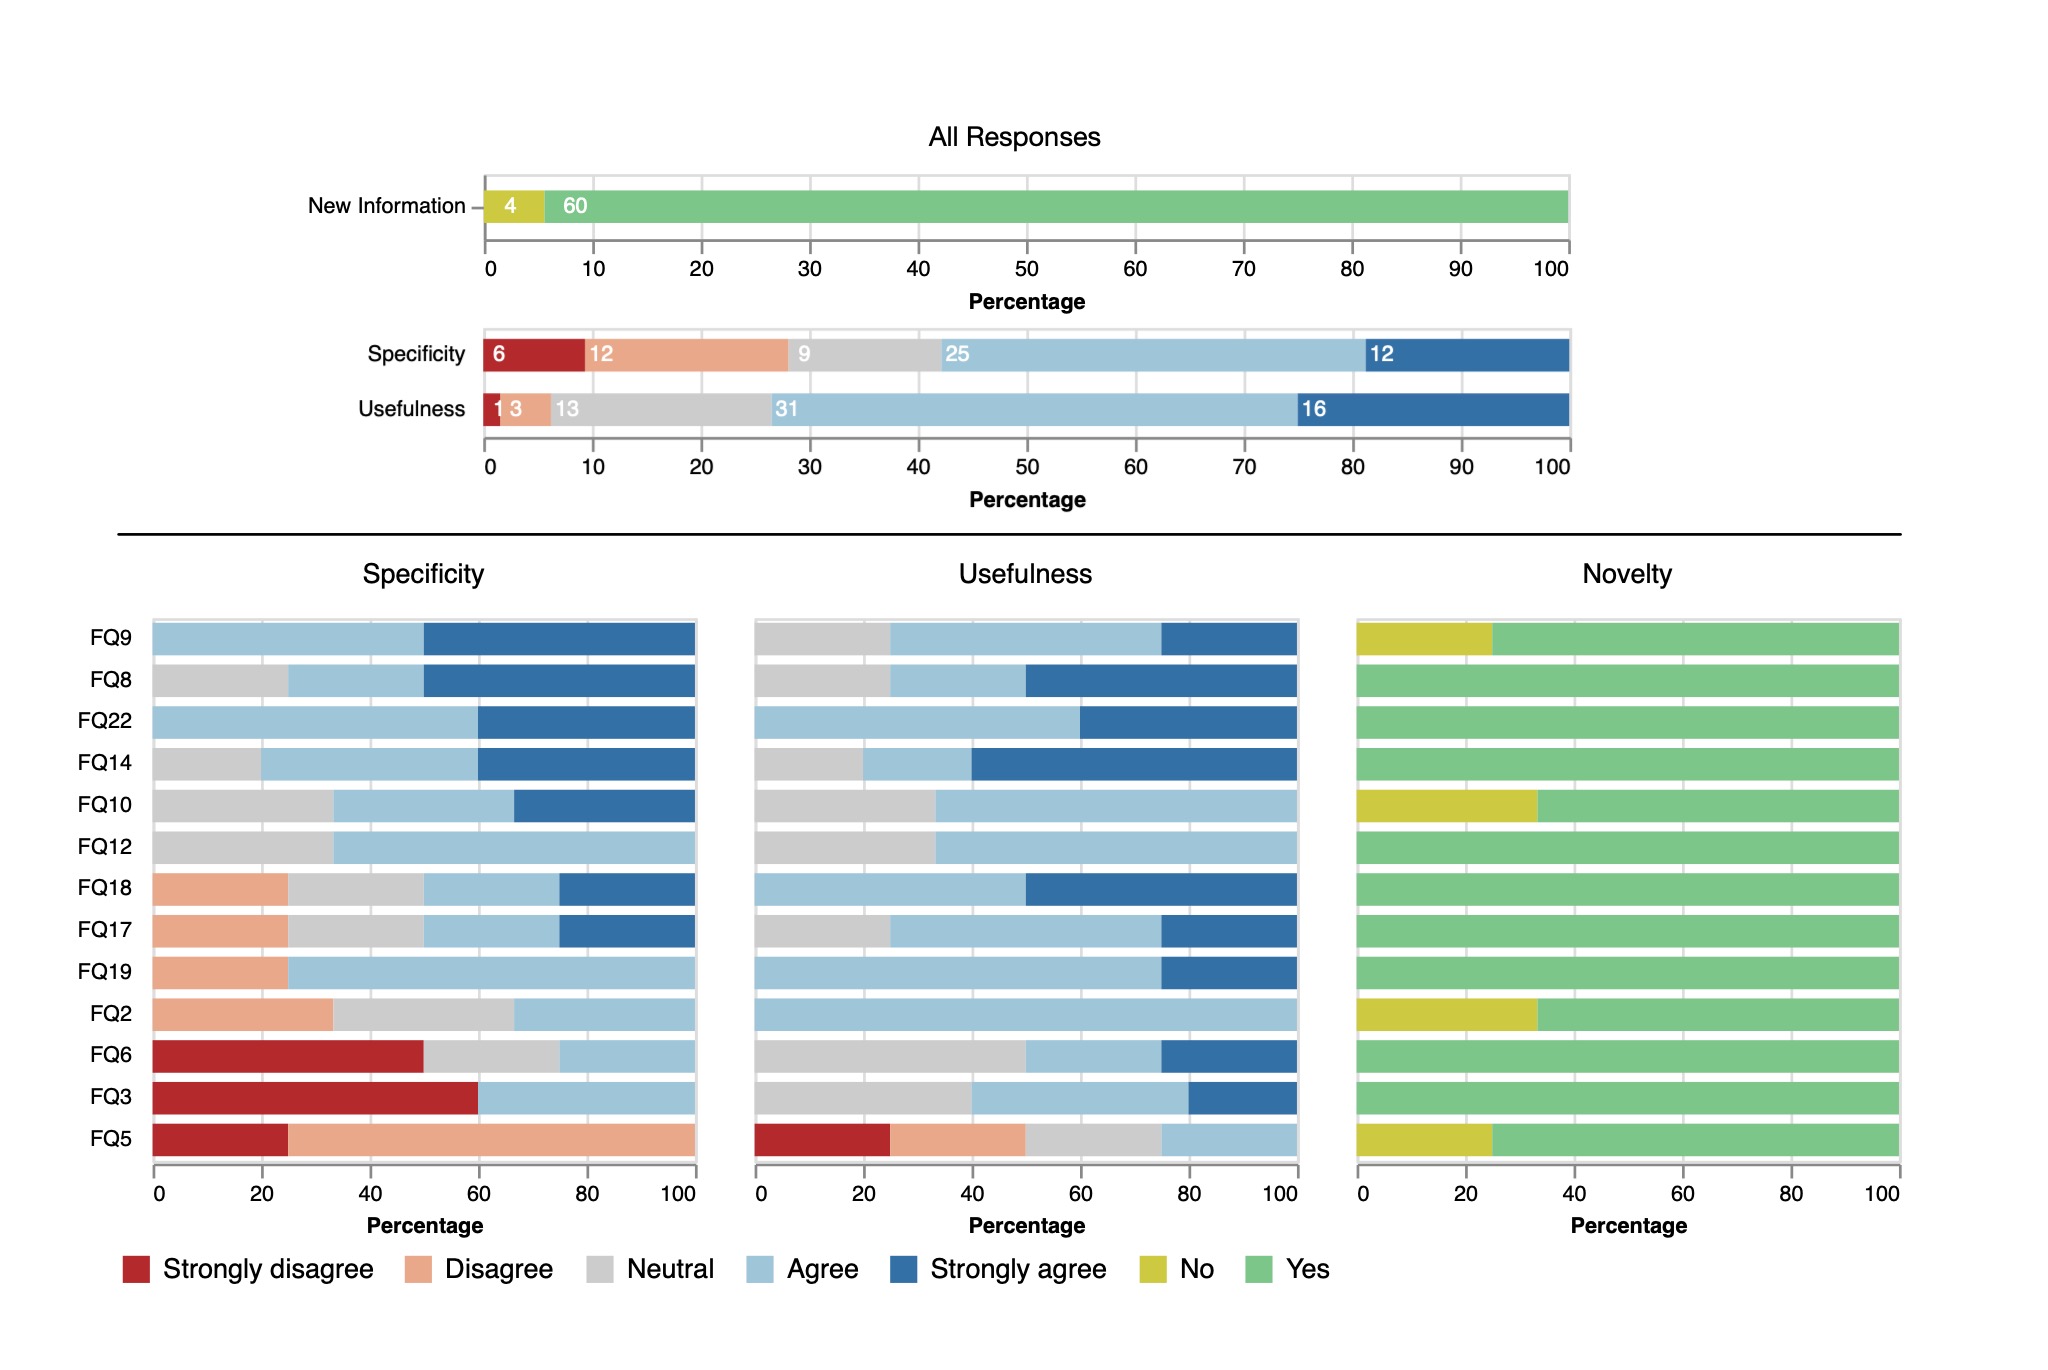 All Responses
New Information 4 60
0 10 20 30 40 50 60 70 80 90 100
Percentage
Specificity 6 12 9 25 12
Usefulness 1 3 13 31 16
0 10 20 30 40 50 60 70 80 90 100
Percentage
Specificity Usefulness Novelty
FQ9
FQ8
FQ22
FQ14
FQ10
FQ12
FQ18
FQ17
FQ19
FQ2
FQ6
FQ3
FQ5
0 20 40 60 80 100 0 20 40 60 80 100 0 20 40 60 80 100
Percentage Percentage Percentage
Strongly disagree Disagree Neutral Agree Strongly agree No Yes